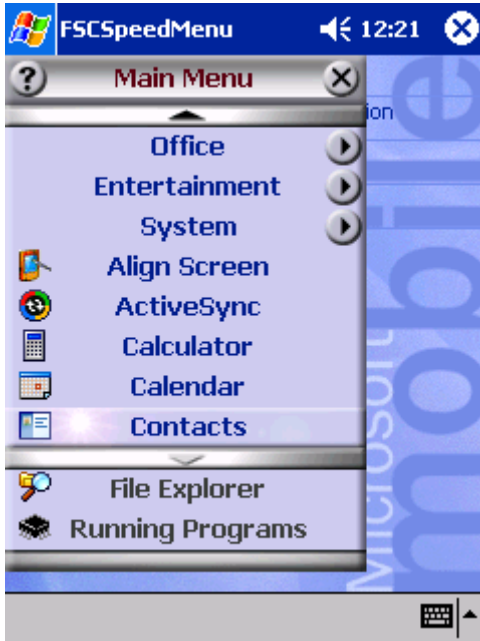 FSCSpeedMenu 12:21
? Main Menu
ion
Office
Entertainment
System
Align Screen
ActiveSync
Calculator
Calendar
Contacts
File Explorer
Running Programs
Microsoft
mobile